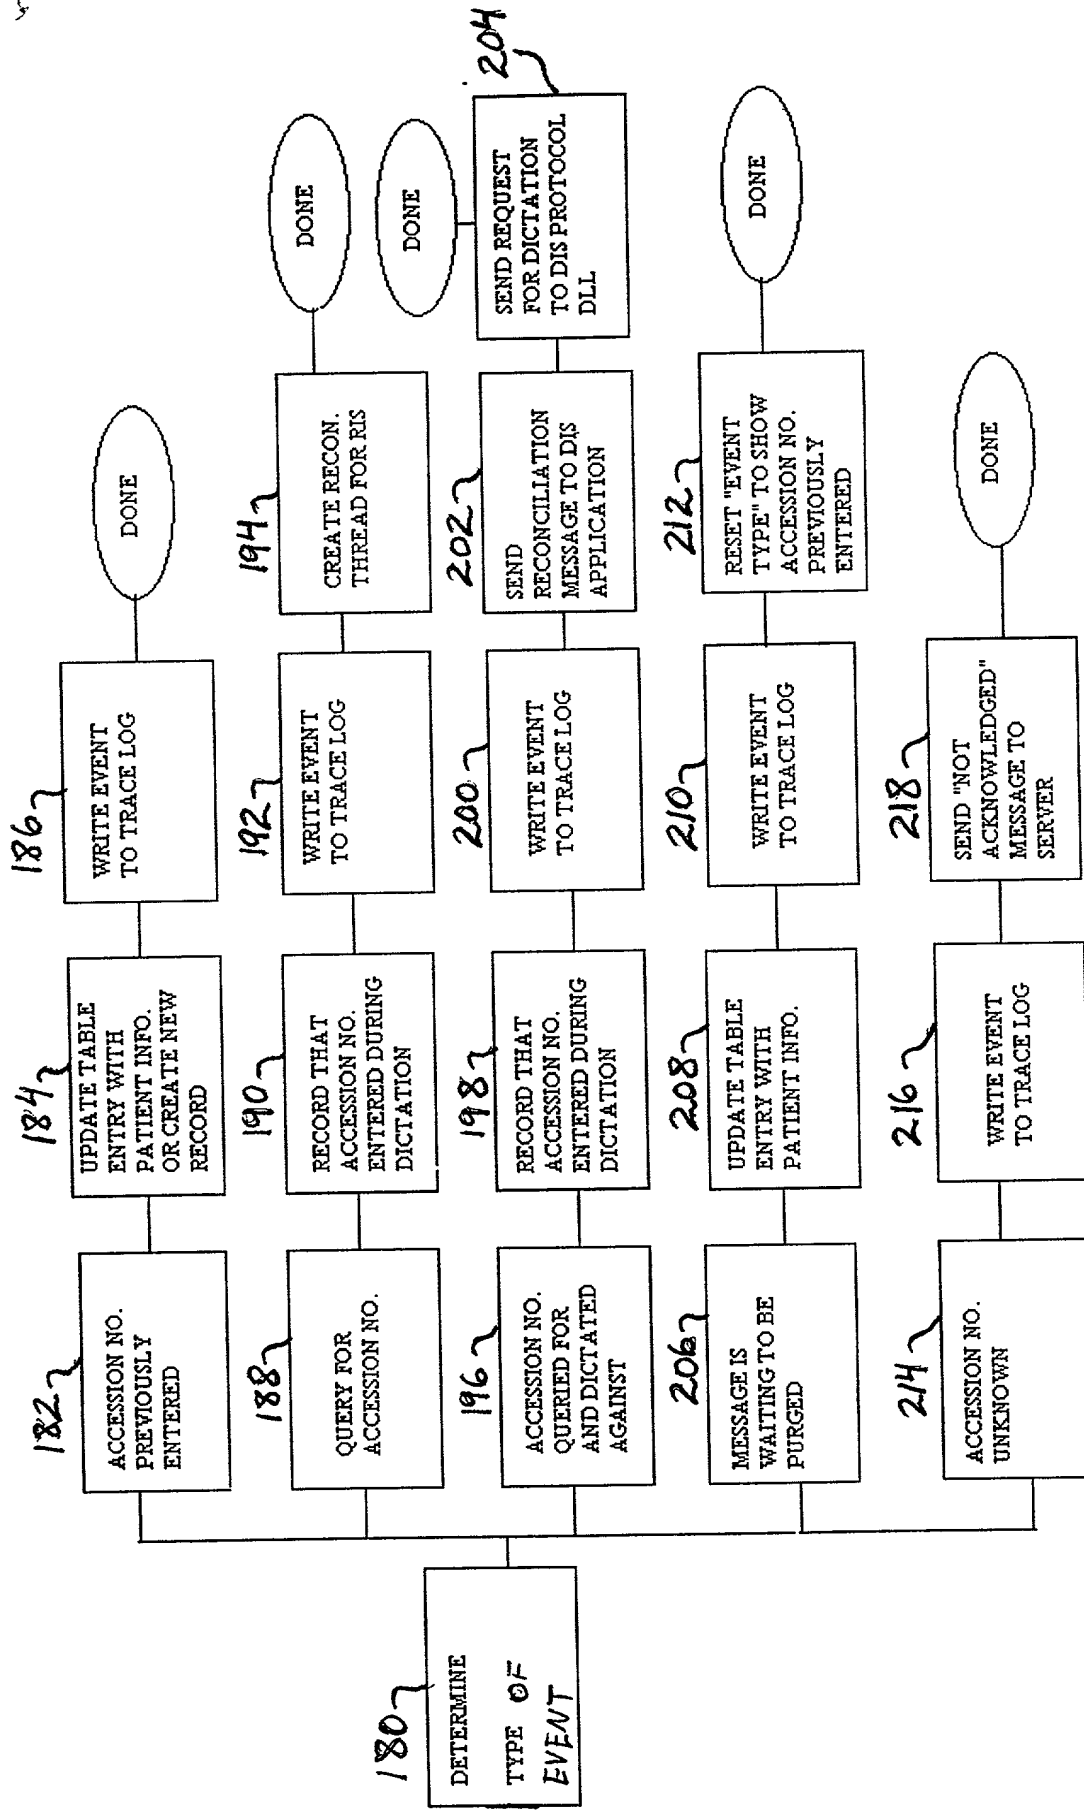 180
DETERMINE
TYPE OF
EVENT
182
ACCESSION NO.
PREVIOUSLY
ENTERED
184
UPDATE TABLE
ENTRY WITH
PATIENT INFO.
OR CREATE NEW
RECORD
186
WRITE EVENT
TO TRACE LOG
DONE
188
QUERY FOR
ACCESSION NO.
190
RECORD THAT
ACCESSION NO.
ENTERED DURING
DICTATION
192
WRITE EVENT
TO TRACE LOG
194
CREATE RECON.
THREAD FOR RIS
DONE
196
ACCESSION NO.
QUERIED FOR
AND DICTATED
AGAINST
198
RECORD THAT
ACCESSION NO.
ENTERED DURING
DICTATION
200
WRITE EVENT
TO TRACE LOG
202
SEND
RECONCILIATION
MESSAGE TO DIS
APPLICATION
204
SEND REQUEST
FOR DICTATION
TO DIS PROTOCOL
DLL
DONE
206
MESSAGE IS
WAITING TO BE
PURGED
208
UPDATE TABLE
ENTRY WITH
PATIENT INFO.
210
WRITE EVENT
TO TRACE LOG
212
RESET "EVENT
TYPE" TO SHOW
ACCESSION NO.
PREVIOUSLY
ENTERED
DONE
214
ACCESSION NO.
UNKNOWN
216
WRITE EVENT
TO TRACE LOG
218
SEND "NOT
ACKNOWLEDGED"
MESSAGE TO
SERVER
DONE